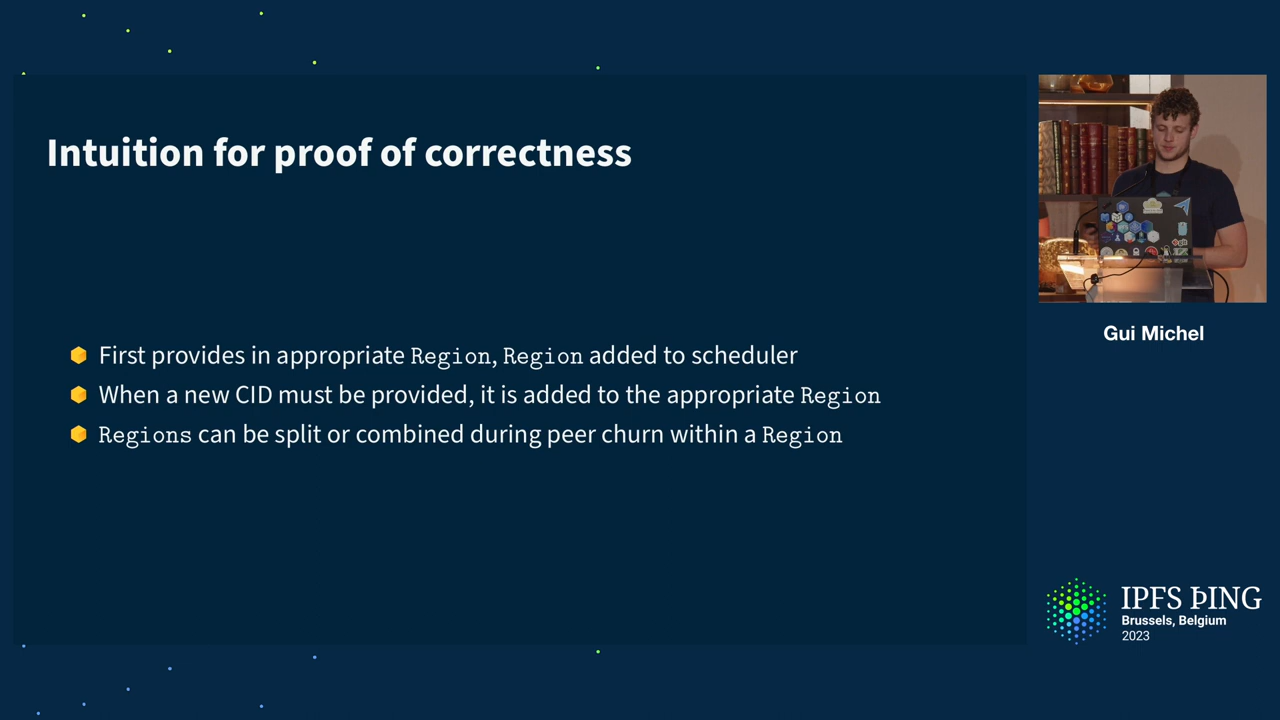 Intuition for proof of correctness
First provides in appropriate Region, Region added to scheduler
When a new CID must be provided, it is added to the appropriate Region
Regions can be split or combined during peer churn within a Region
Gui Michel
IPFS ÞING
Brussels, Belgium
2023
git